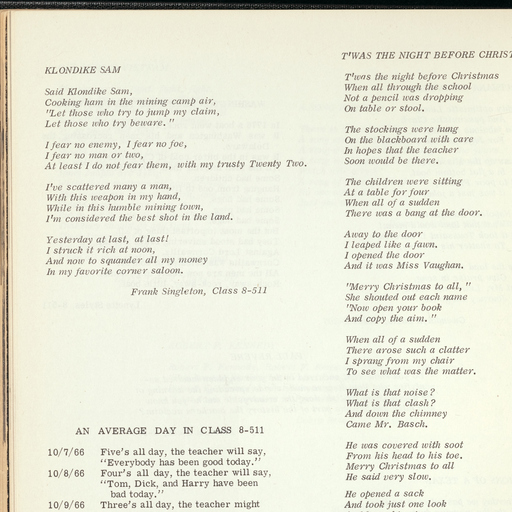 KLONDIKE SAM
Said Klondike Sam,
Cooking ham in the mining camp air,
"Let those who try to jump my claim,
Let those who try beware. "
I fear no enemy, I fear no foe,
I fear no man or two,
At least I do not fear them, with my trusty Twenty Two.
I've scattered many a man,
With this weapon in my hand,
While in this humble mining town,
I'm considered the best shot in the land.
Yesterday at last, at last!
I struck it rich at noon,
And now to squander all my money
In my favorite corner saloon.
Frank Singleton, Class 8-511
AN AVERAGE DAY IN CLASS 8-511
10/7/66 Five's all day, the teacher will say,
"Everybody has been good today."
10/8/66 Four's all day, the teacher will say,
"Tom, Dick, and Harry have been
bad today."
10/9/66 Three's all day, the teacher might
T'WAS THE NIGHT BEFORE CHRIST
T'was the night before Christmas
When all through the school
Not a pencil was dropping
On table or stool.
The stockings were hung
On the blackboard with care
In hopes that the teacher
Soon would be there.
The children were sitting
At a table for four
When all of a sudden
There was a bang at the door.
Away to the door
I leaped like a fawn.
I opened the door
And it was Miss Vaughan.
"Merry Christmas to all, "
She shouted out each name
"Now open your book
And copy the aim. "
When all of a sudden
There arose such a clatter
I sprang from my chair
To see what was the matter.
What is that noise?
What is that clash?
And down the chimney
Came Mr. Basch.
He was covered with soot
From his head to his toe.
Merry Christmas to all
He said very slow.
He opened a sack
And took just one look